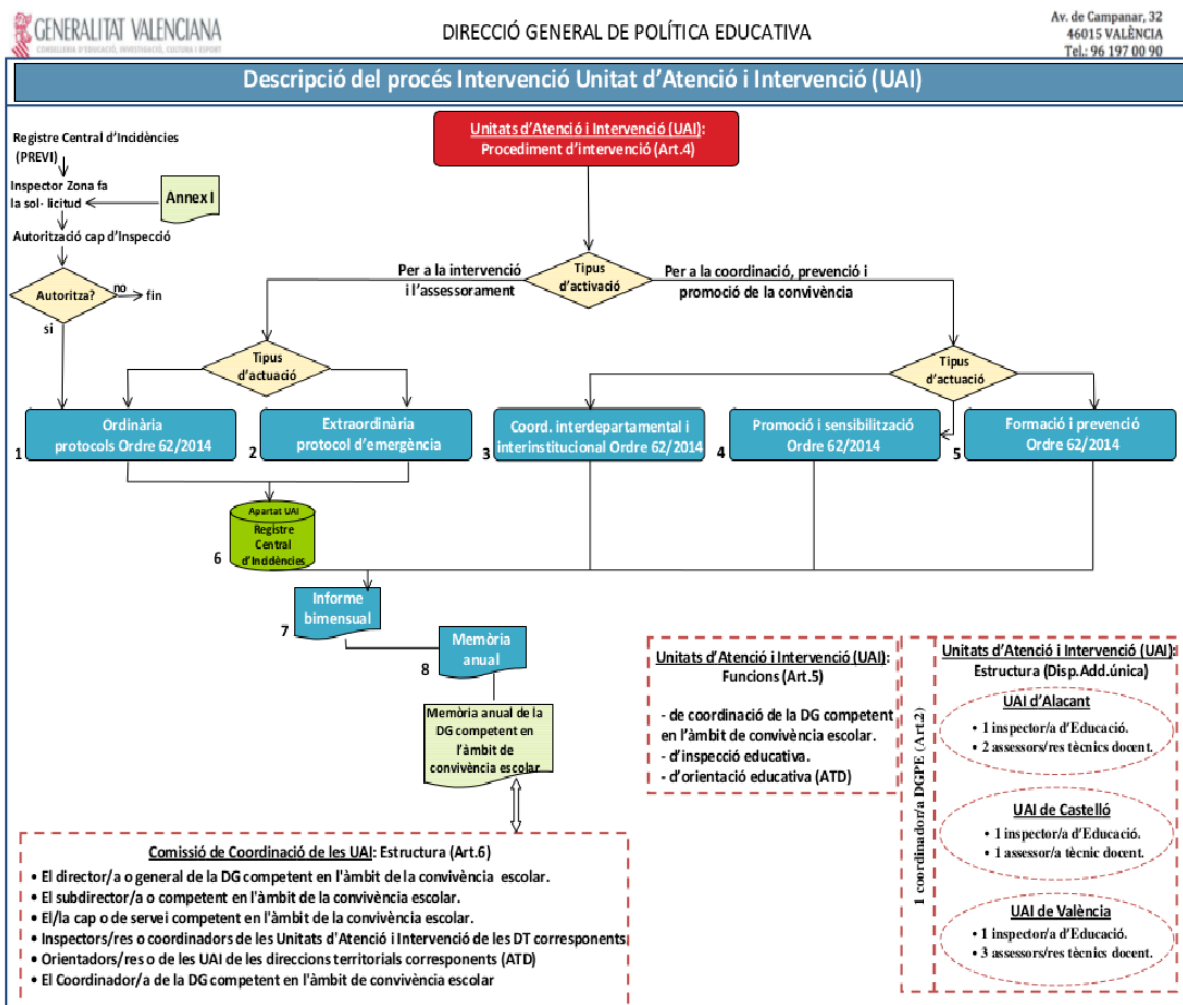 GENERALITAT VALENCIANA
CONSELLERIA D'EDUCACIÓ, INVESTIGACIÓ, CULTURA I ESPORT
DIRECCIÓ GENERAL DE POLÍTICA EDUCATIVA
Av. de Campanar, 32
46015 VALÈNCIA
Tel.: 96 197 00 90
Descripció del procés Intervenció Unitat d'Atenció i Intervenció (UAI)
Registre Central d'Incidències
(PREVI)
Inspector Zona fa
la sol·licitud
Annex I
Autorització cap d'Inspecció
Autoritza?
no
fin
si
Unitats d'Atenció i Intervenció (UAI):
Procediment d'intervenció (Art.4)
Per a la intervenció
i l'assessorament
Tipus
d'activació
Per a la coordinació, prevenció i
promoció de la convivència
Tipus
d'actuació
Tipus
d'actuació
1
Ordinària
protocols Ordre 62/2014
2
Extraordinària
protocol d'emergència
3
Coord. interdepartamental i
interinstitucional Ordre 62/2014
4
Promoció i sensibilització
Ordre 62/2014
5
Formació i prevenció
Ordre 62/2014
6
Apartat UAI
Registre
Central
d'Incidències
7
Informe
bimensual
8
Memòria
anual
Memòria anual de la
DG competent en
l'àmbit de
convivència escolar
Unitats d'Atenció i Intervenció (UAI):
Funcions (Art.5)
- de coordinació de la DG competent
en l'àmbit de convivència escolar.
- d'inspecció educativa.
- d'orientació educativa (ATD)
1 coordinador/a DGPE (Art.2)
Unitats d'Atenció i Intervenció (UAI):
Estructura (Disp.Add.única)
UAI d'Alacant
• 1 inspector/a d'Educació.
• 2 assessors/res tècnics docent.
UAI de Castelló
• 1 inspector/a d'Educació.
• 1 assessor/a tècnic docent.
UAI de València
• 1 inspector/a d'Educació.
• 3 assessors/res tècnics docent.
Comissió de Coordinació de les UAI: Estructura (Art.6)
• El director/a o general de la DG competent en l'àmbit de la convivència escolar.
• El subdirector/a o competent en l'àmbit de la convivència escolar.
• El/la cap o de servei competent en l'àmbit de la convivència escolar.
• Inspectors/res o coordinadors de les Unitats d'Atenció i Intervenció de les DT corresponents
• Orientadors/res o de les UAI de les direccions territorials corresponents (ATD)
• El Coordinador/a de la DG competent en l'àmbit de convivència escolar